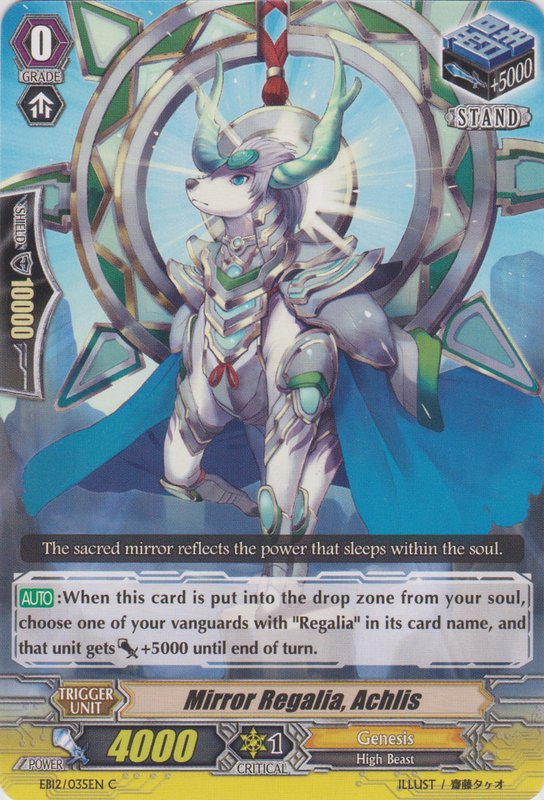 0
GRADE
+5000
STAND
SHIELD
10000
The sacred mirror reflects the power that sleeps within the soul.
AUTO:When this card is put into the drop zone from your soul,
choose one of your vanguards with "Regalia" in its card name, and
that unit gets +5000 until end of turn.
TRIGGER
UNIT
Mirror Regalia, Achlis
POWER
4000
1
CRITICAL
Genesis
High Beast
EB12/035EN C
ILLUST / 齋藤タケオ